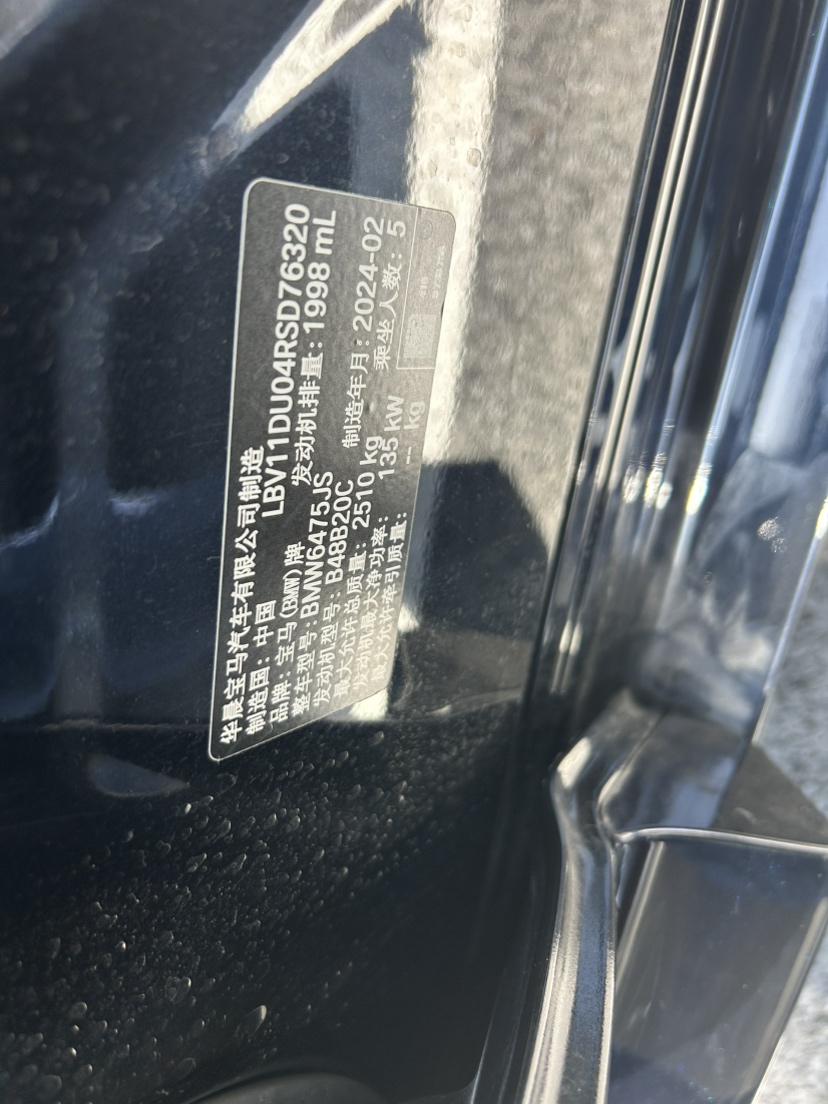 华晨宝马汽车有限公司制造
制造国：中国 LBV11DU04RSD76320
品牌：宝马(BMW)牌 发动机排量：1998 mL
整车型号：BMW6475JS
发动机型号：B48B20C 制造年月：2024-02
最大允许总质量：2510 kg 乘坐人数：5
发动机最大净功率：135 kW
最大允许牵引质量：-- kg